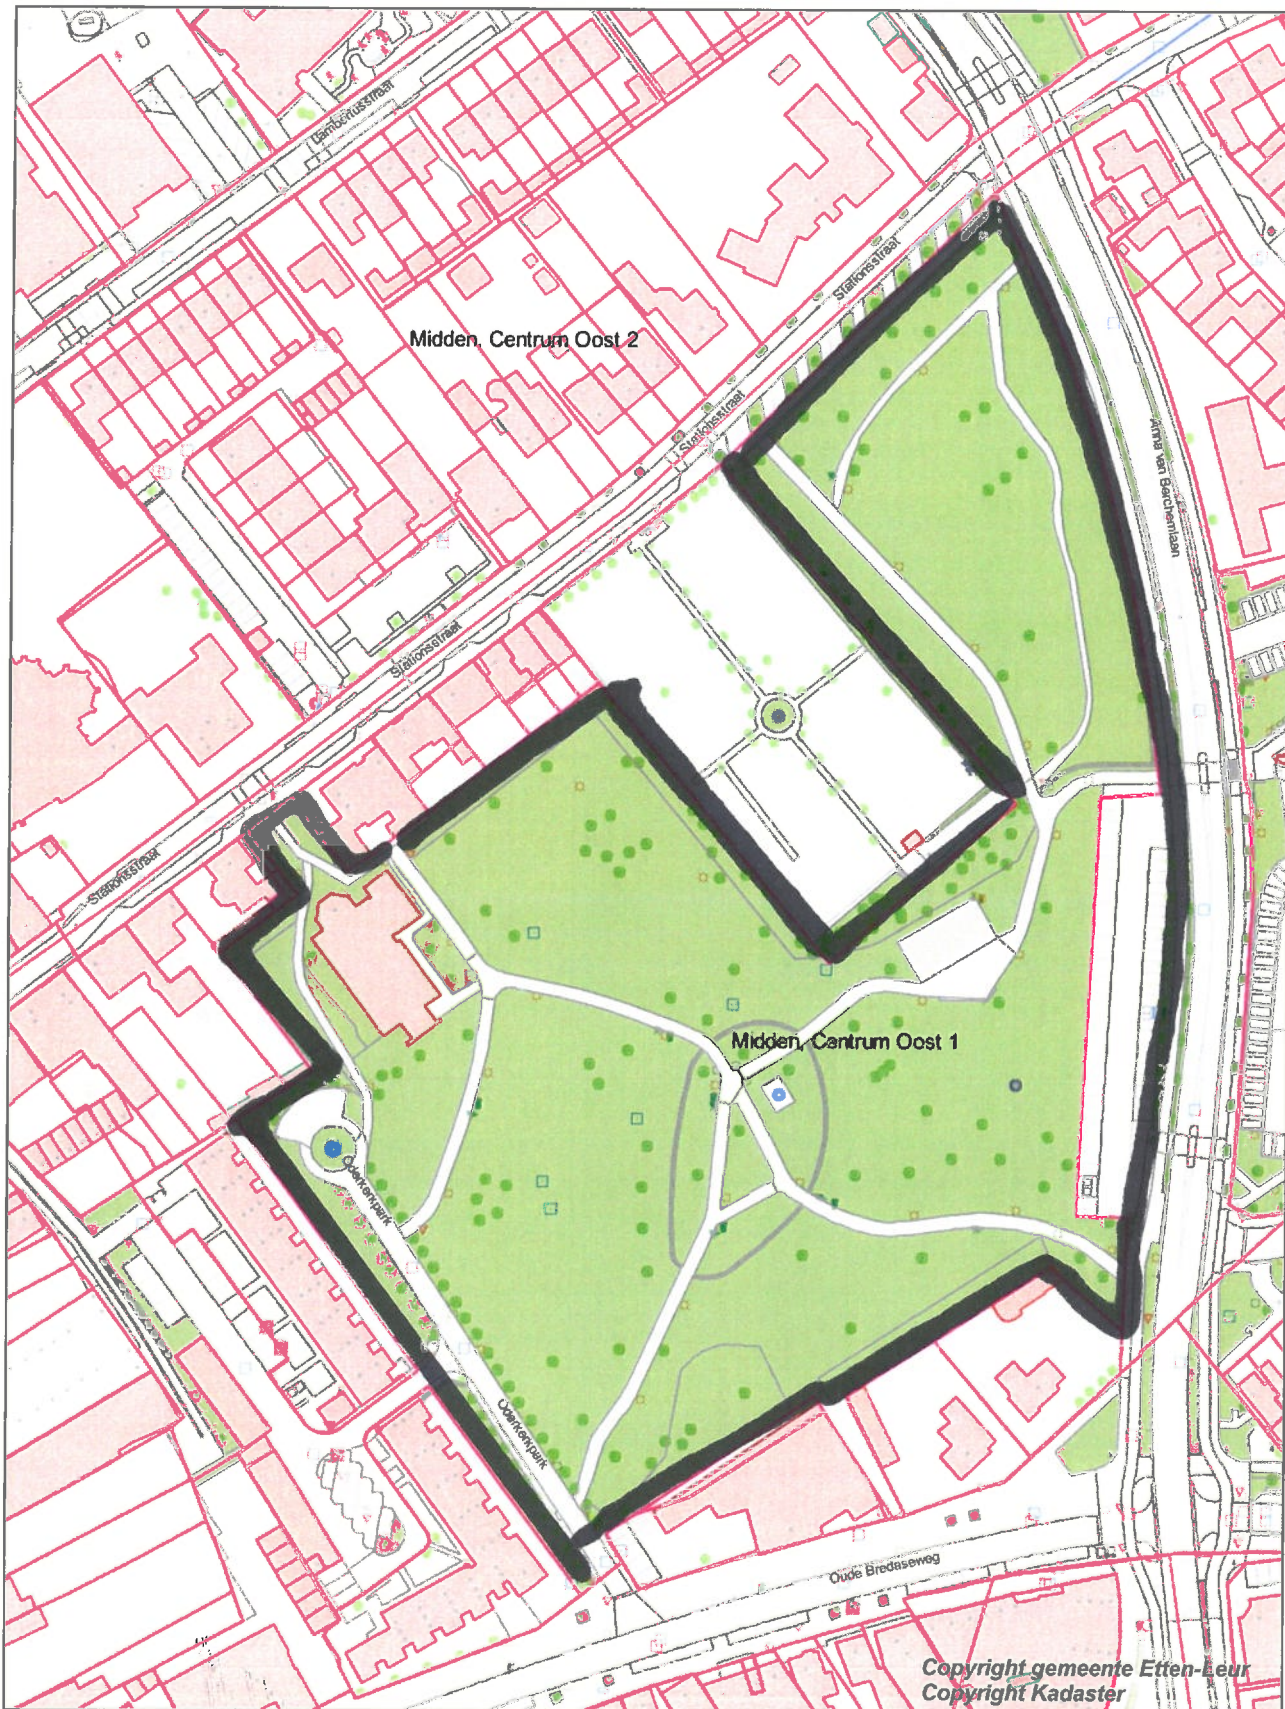 Lambertusstraat
Midden, Centrum Oost 2
Stationsstraat
Stationsstraat
Anna van Berchemlaan
Stationsstraat
Stationsstraat
Midden, Centrum Oost 1
Oderkerkpark
Oderkerkpark
Oude Bredaseweg
Copyright gemeente Etten-Leur
Copyright Kadaster